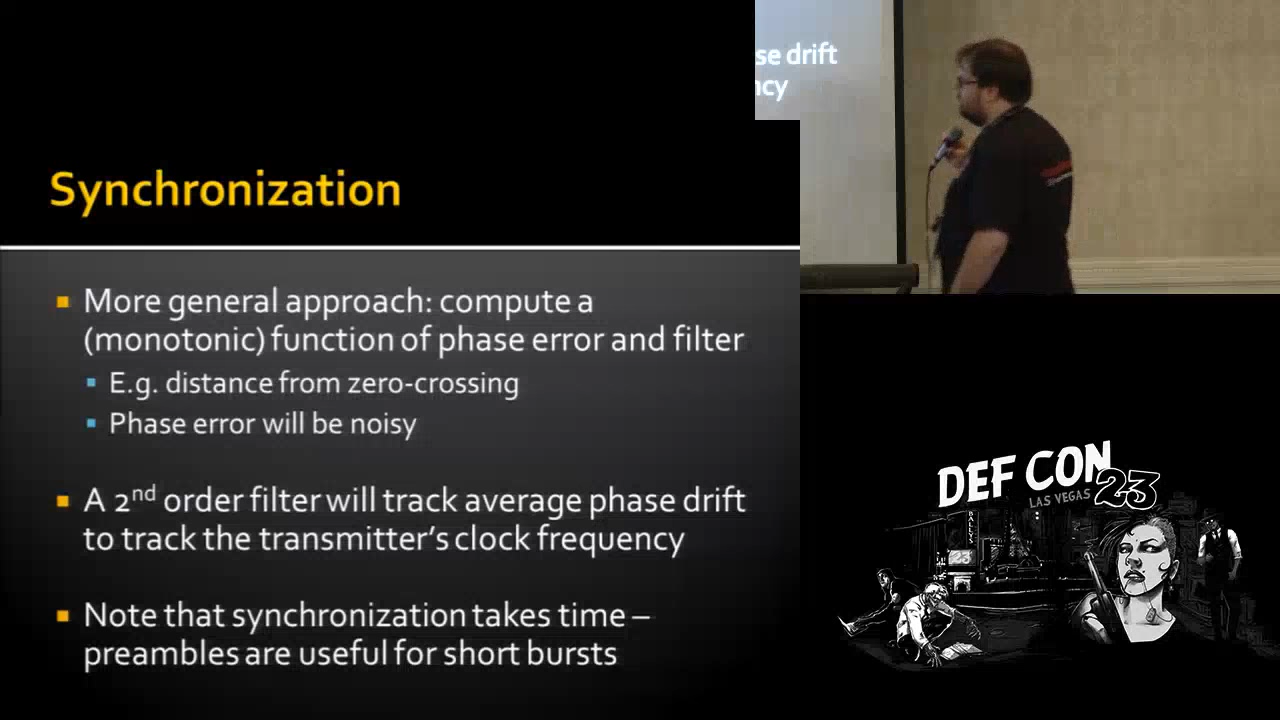 Synchronization
More general approach: compute a
(monotonic) function of phase error and filter
E.g. distance from zero-crossing
Phase error will be noisy
A 2nd order filter will track average phase drift
to track the transmitter's clock frequency
Note that synchronization takes time –
preambles are useful for short bursts
se drift
ncy
DEF CON
LAS VEGAS 23
BALLY'S
23